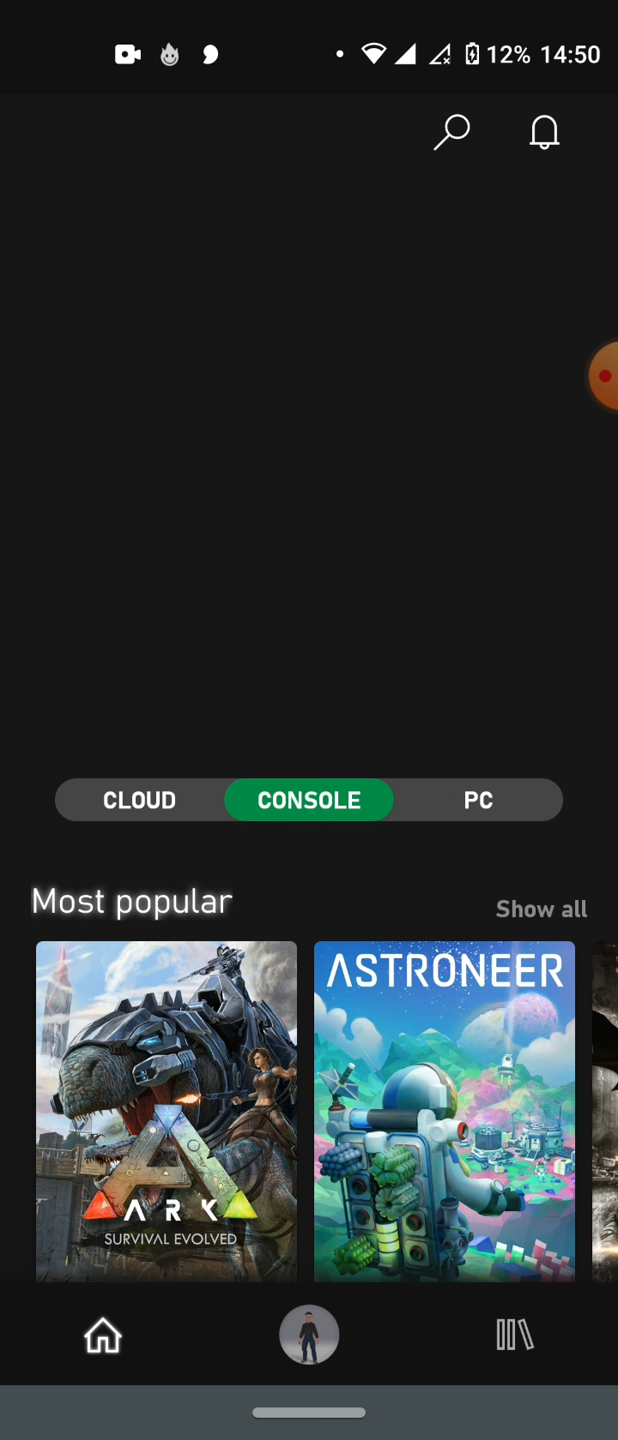 12% 14:50
CLOUD CONSOLE PC
Most popular
Show all
ASTRONEER
ARK
SURVIVAL EVOLVED